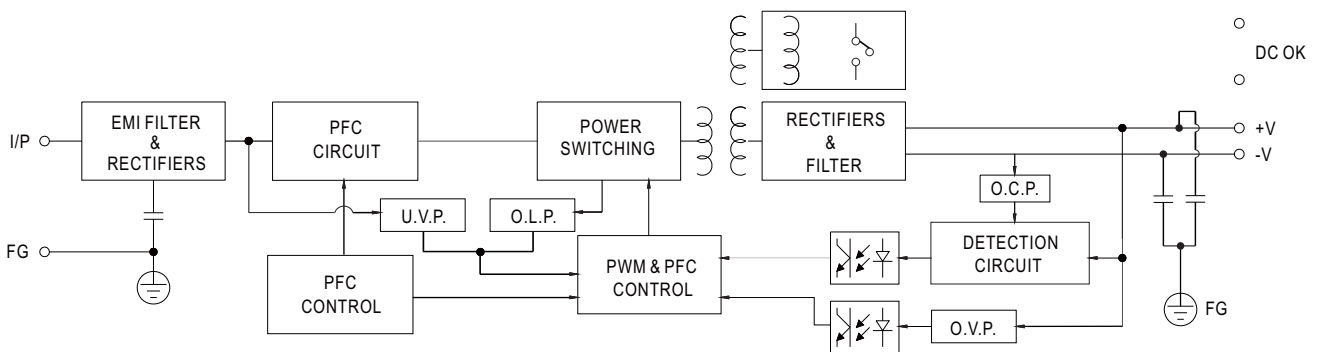 DC OK
I/P
EMI FILTER
&
RECTIFIERS
PFC
CIRCUIT
POWER
SWITCHING
RECTIFIERS
&
FILTER
+V
-V
O.C.P.
U.V.P.
O.L.P.
FG
PFC
CONTROL
PWM & PFC
CONTROL
DETECTION
CIRCUIT
O.V.P.
FG